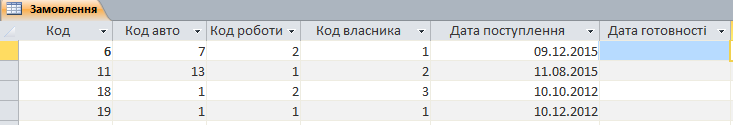 Замовлення
Код Код авто Код роботи Код власника Дата поступлення Дата готовності
6 7 2 1 09.12.2015
11 13 1 2 11.08.2015
18 1 2 3 10.10.2012
19 1 1 1 10.12.2012